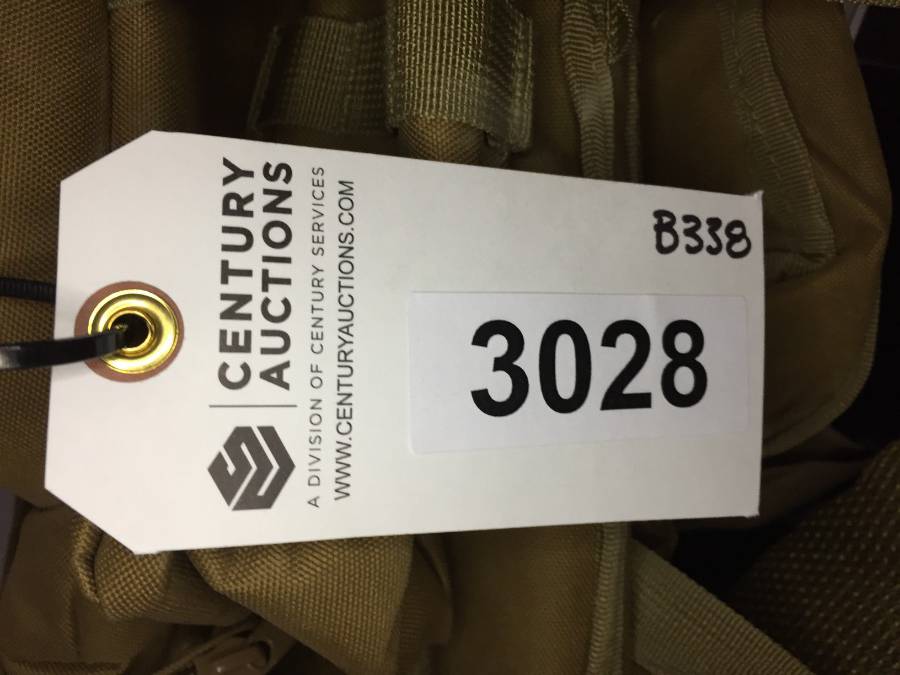 CENTURY
AUCTIONS
A DIVISION OF CENTURY SERVICES
WWW.CENTURYAUCTIONS.COM
B338
3028